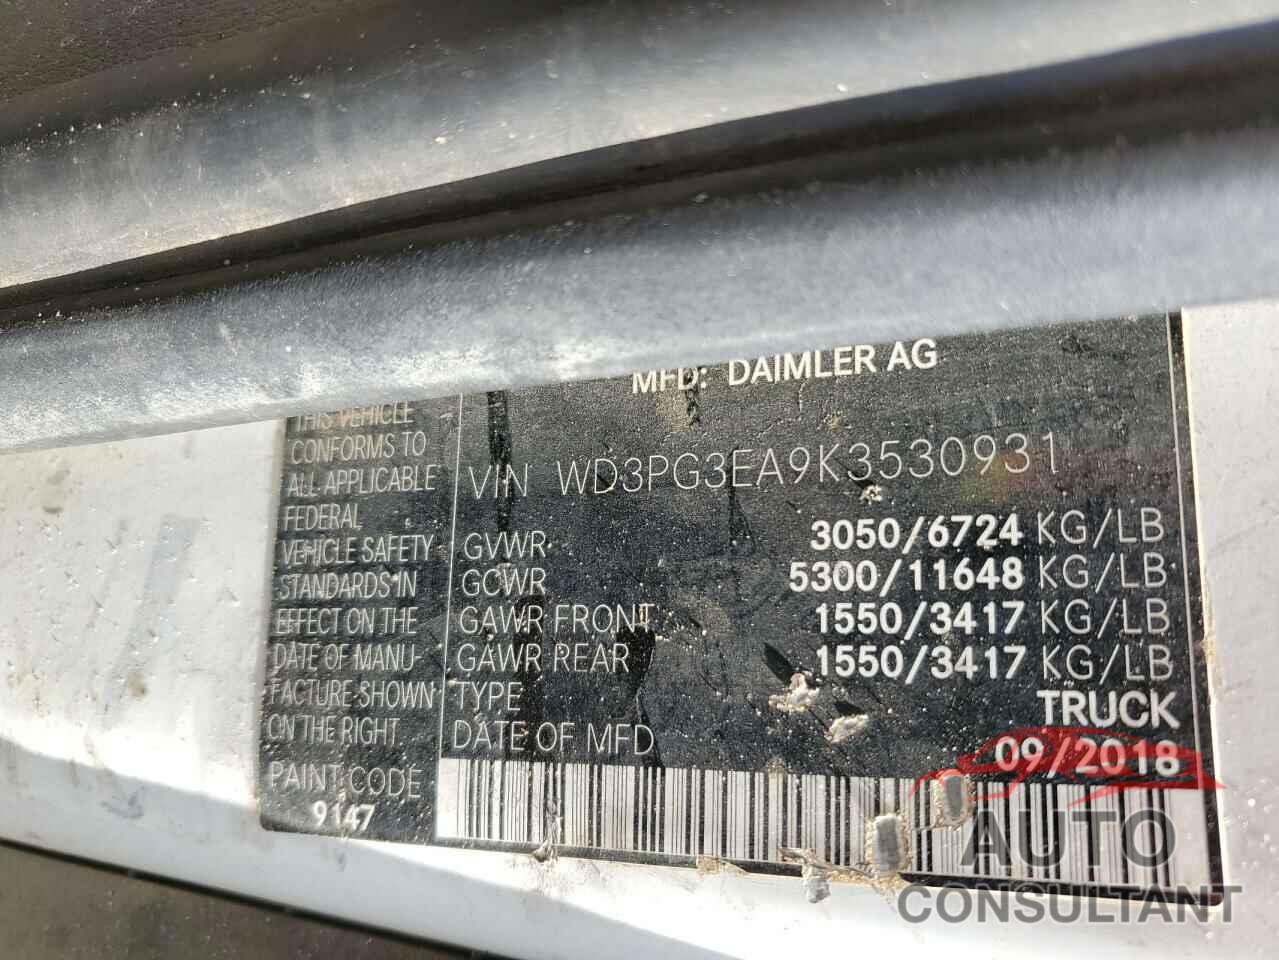 MFD: DAIMLER AG
THIS VEHICLE
CONFORMS TO
ALL APPLICABLE
FEDERAL
VEHICLE SAFETY
STANDARDS IN
EFFECT ON THE
DATE OF MANU-
FACTURE SHOWN
ON THE RIGHT
PAINT CODE
9147
VIN WD3PG3EA9K3530931
GVWR 3050/6724 KG/LB
GCWR 5300/11648 KG/LB
GAWR FRONT 1550/3417 KG/LB
GAWR REAR 1550/3417 KG/LB
TYPE TRUCK
DATE OF MFD 09/2018
AUTO
CONSULTANT